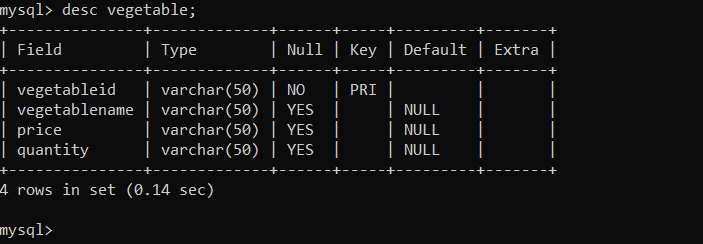 mysql> desc vegetable;
+---------------+-------------+------+-----+---------+-------+
| Field         | Type        | Null | Key | Default | Extra |
+---------------+-------------+------+-----+---------+-------+
| vegetableid   | varchar(50) | NO   | PRI |         |       |
| vegetablename | varchar(50) | YES  |     | NULL    |       |
| price         | varchar(50) | YES  |     | NULL    |       |
| quantity      | varchar(50) | YES  |     | NULL    |       |
+---------------+-------------+------+-----+---------+-------+
4 rows in set (0.14 sec)
mysql>